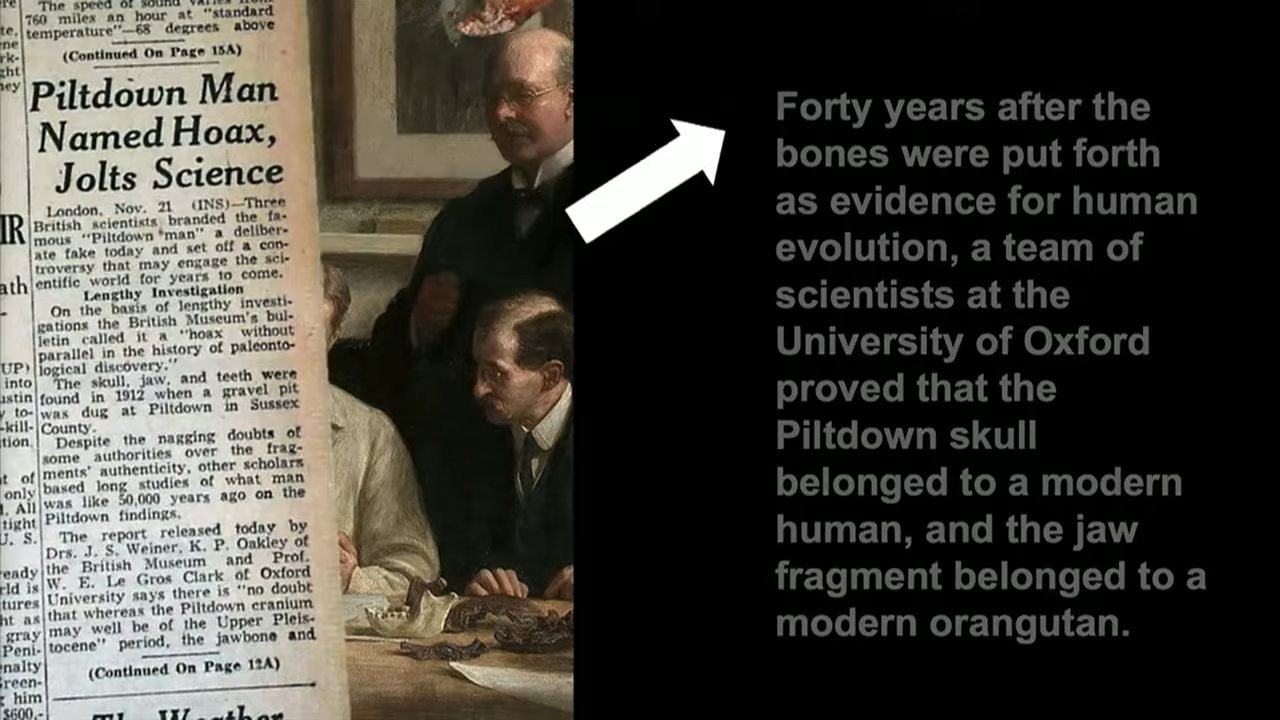 The speed of sound varies from
760 miles an hour at "standard
temperature"—68 degrees above
(Continued On Page 15A)
Piltdown Man
Named Hoax,
Jolts Science
London, Nov. 21 (INS)—Three
British scientists branded the fa-
mous "Piltdown man" a deliber-
ate fake today and set off a con-
troversy that may engage the sci-
entific world for years to come.
Lengthy Investigation
On the basis of lengthy investi-
gations the British Museum's bul-
letin called it a "hoax without
parallel in the history of paleonto-
logical discovery."
The skull, jaw, and teeth were
found in 1912 when a gravel pit
was dug at Piltdown in Sussex
County.
Despite the nagging doubts of
some authorities over the frag-
ments' authenticity, other scholars
based long studies of what man
was like 50,000 years ago on the
Piltdown findings.
The report released today by
Drs. J. S. Weiner, K. P. Oakley of
the British Museum and Prof.
W. E. Le Gros Clark of Oxford
University says there is "no doubt
that whereas the Piltdown cranium
may well be of the Upper Pleis-
tocene" period, the jawbone and
(Continued On Page 12A)
The Weather
Forty years after the
bones were put forth
as evidence for human
evolution, a team of
scientists at the
University of Oxford
proved that the
Piltdown skull
belonged to a modern
human, and the jaw
fragment belonged to a
modern orangutan.